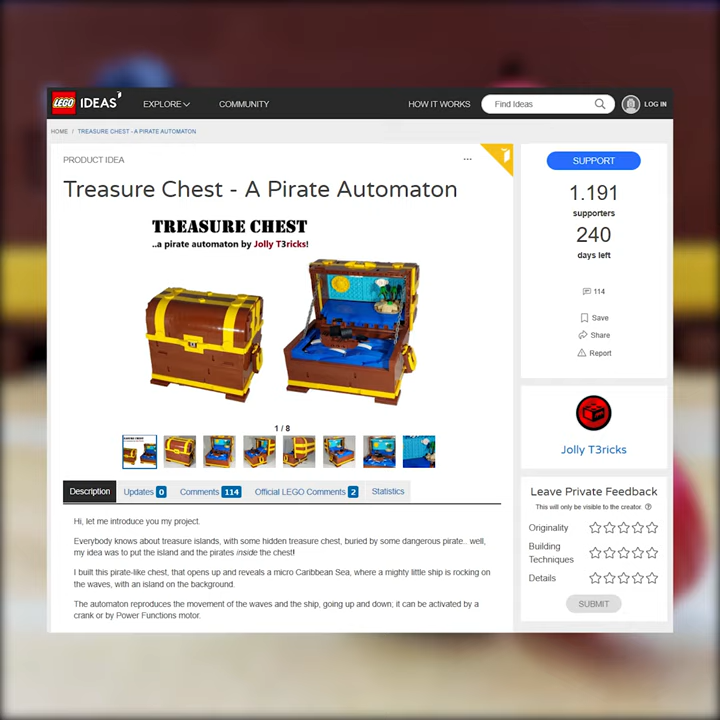 LEGO IDEAS EXPLORE COMMUNITY HOW IT WORKS Find Ideas LOG IN
HOME / TREASURE CHEST - A PIRATE AUTOMATON
PRODUCT IDEA
...
Treasure Chest - A Pirate Automaton
TREASURE CHEST
..a pirate automaton by Jolly T3ricks!
1 / 8
Description Updates 0 Comments 114 Official LEGO Comments 2 Statistics
Hi, let me introduce you my project.
Everybody knows about treasure islands, with some hidden treasure chest, buried by some dangerous pirate.. well,
my idea was to put the island and the pirates inside the chest!
I built this pirate-like chest, that opens up and reveals a micro Caribbean Sea, where a mighty little ship is rocking on
the waves, with an island on the background.
The automaton reproduces the movement of the waves and the ship, going up and down; it can be activated by a
crank or by Power Functions motor.
SUPPORT
1.191
supporters
240
days left
114
Save
Share
Report
Jolly T3ricks
Leave Private Feedback
This will only be visible to the creator. ?
Originality
Building
Techniques
Details
SUBMIT